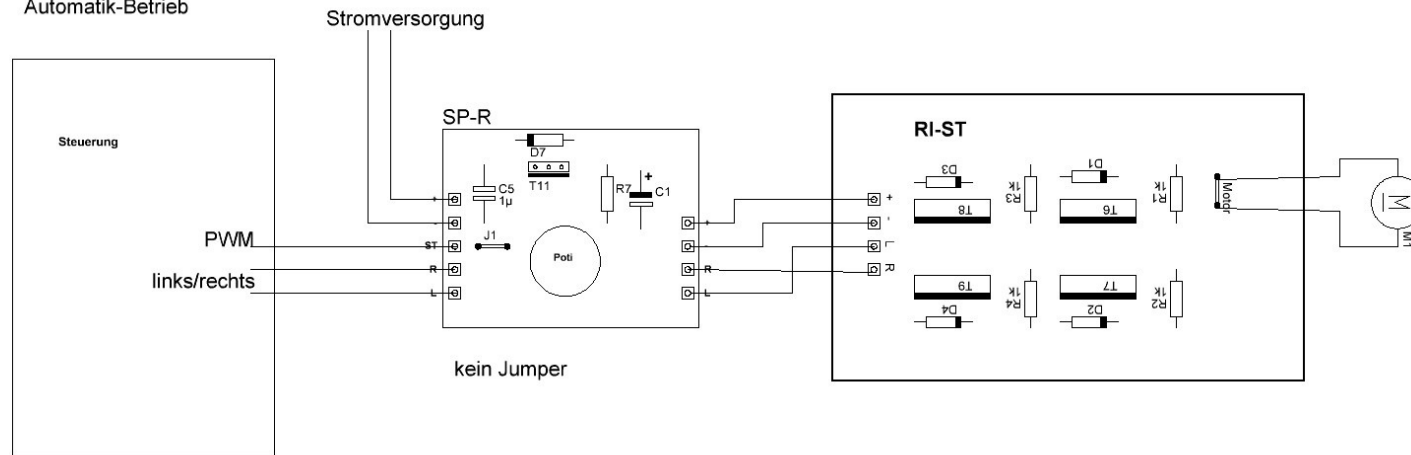 Automatik-Betrieb
Stromversorgung
Steuerung
PWM
links/rechts
SP-R
D7
T11
C5
1µ
R7
+
C1
J1
Poti
+
-
ST
R
L
+
-
R
L
kein Jumper
RI-ST
+
-
L
R
D3
T8
R3
1k
D1
T6
R1
1k
T9
D4
R4
1k
T7
D2
R2
1k
Motor
M
M1